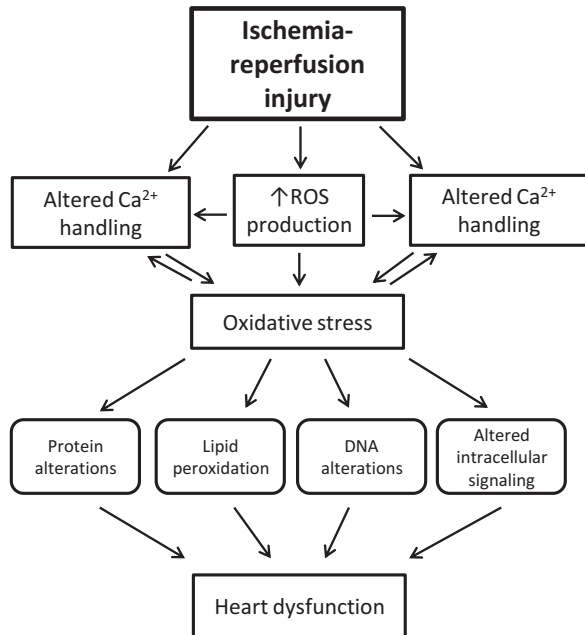 Ischemia-
reperfusion
injury
Altered Ca²⁺
handling
↑ROS
production
Altered Ca²⁺
handling
Oxidative stress
Protein
alterations
Lipid
peroxidation
DNA
alterations
Altered
intracellular
signaling
Heart dysfunction